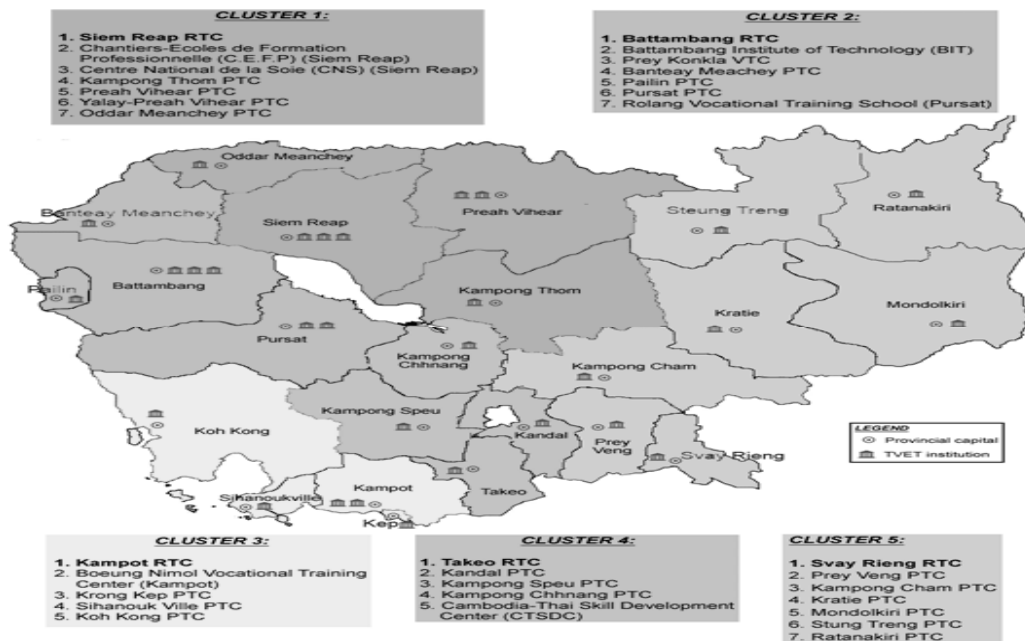 CLUSTER 1:
1. Siem Reap RTC
2. Chantiers-Ecoles de Formation
Professionnelle (C.E.F.P) (Siem Reap)
3. Centre National de la Soie (CNS) (Siem Reap)
4. Kampong Thom PTC
5. Preah Vihear PTC
6. Yalay-Preah Vihear PTC
7. Oddar Meanchey PTC
CLUSTER 2:
1. Battambang RTC
2. Battambang Institute of Technology (BIT)
3. Prey Konkla VTC
4. Banteay Meachey PTC
5. Pailin PTC
6. Pursat PTC
7. Rolang Vocational Training School (Pursat)
Oddar Meanchey
Banteay Meanchey
Siem Reap
Preah Vihear
Steung Treng
Ratanakiri
Pailin
Battambang
Kampong Thom
Kratie
Mondolkiri
Pursat
Kampong
Chhnang
Kampong Cham
Koh Kong
Kampong Speu
Kandal
Prey
Veng
Svay Rieng
LEGEND
Provincial capital
TVET institution
Sihanoukville
Kampot
Takeo
Kep
CLUSTER 3:
1. Kampot RTC
2. Boeung Nimol Vocational Training
Center (Kampot)
3. Krong Kep PTC
4. Sihanouk Ville PTC
5. Koh Kong PTC
CLUSTER 4:
1. Takeo RTC
2. Kandal PTC
3. Kampong Speu PTC
4. Kampong Chhnang PTC
5. Cambodia-Thai Skill Development
Center (CTSDC)
CLUSTER 5:
1. Svay Rieng RTC
2. Prey Veng PTC
3. Kampong Cham PTC
4. Kratie PTC
5. Mondolkiri PTC
6. Stung Treng PTC
7. Ratanakiri PTC